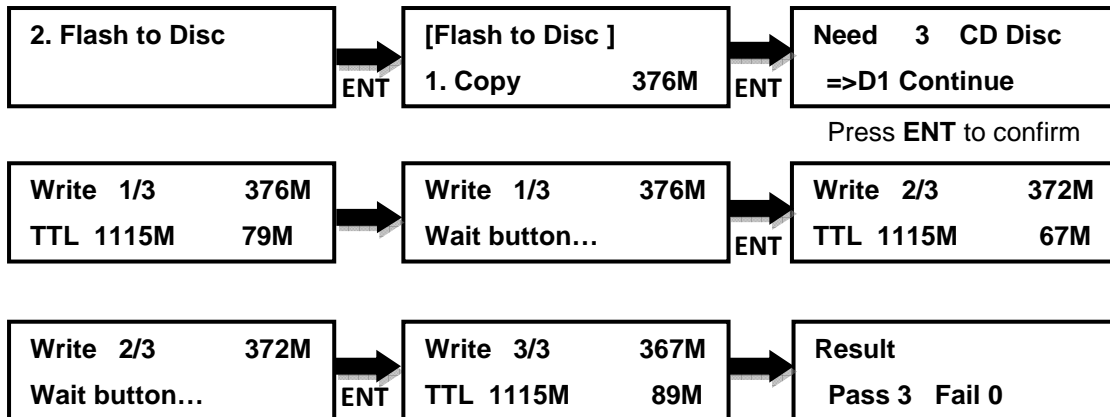 2. Flash to Disc
ENT
[Flash to Disc ]
1. Copy 376M
ENT
Need 3 CD Disc
=>D1 Continue
Press ENT to confirm
Write 1/3 376M
TTL 1115M 79M
Write 1/3 376M
Wait button…
ENT
Write 2/3 372M
TTL 1115M 67M
Write 2/3 372M
Wait button…
ENT
Write 3/3 367M
TTL 1115M 89M
Result
Pass 3 Fail 0